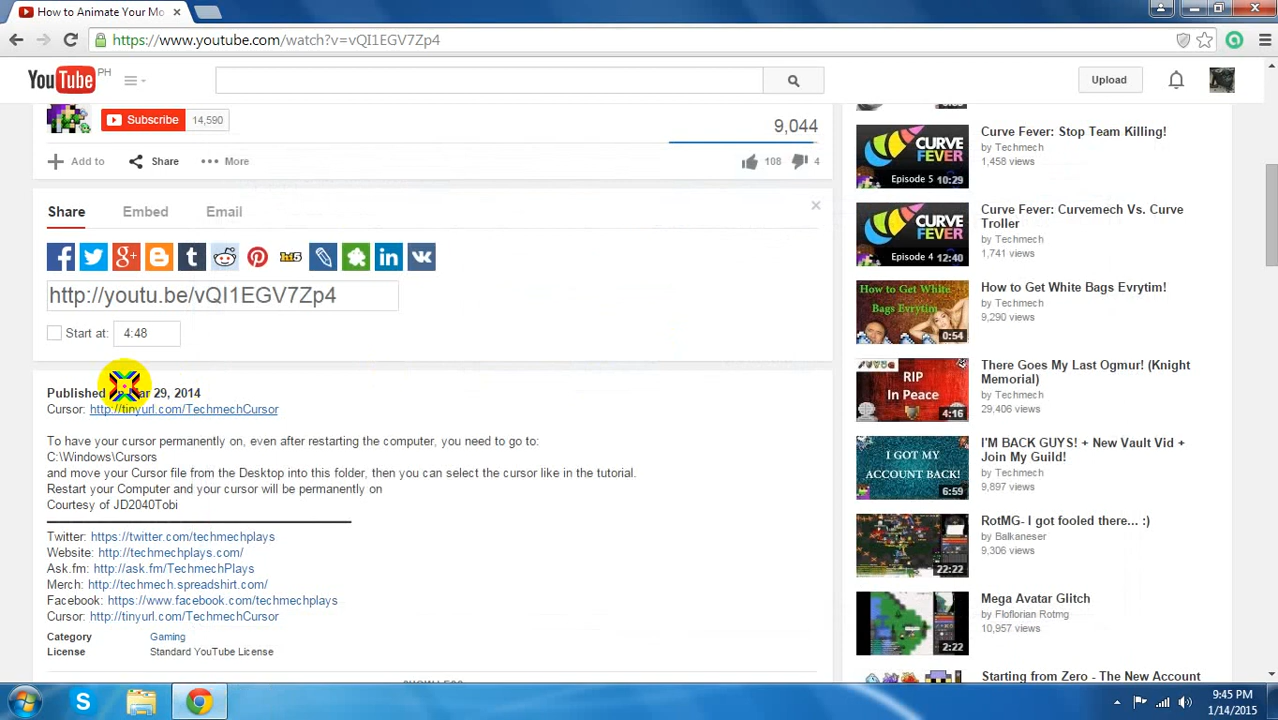 How to Animate Your Mo
https://www.youtube.com/watch?v=vQI1EGV7Zp4
YouTube PH
Upload
Subscribe 14,590
9,044
Add to Share More
108 4
Share Embed Email
http://youtu.be/vQI1EGV7Zp4
Start at: 4:48
Published on Mar 29, 2014
Cursor: http://tinyurl.com/TechmechCursor
To have your cursor permanently on, even after restarting the computer, you need to go to:
C:\Windows\Cursors
and move your Cursor file from the Desktop into this folder, then you can select the cursor like in the tutorial.
Restart your Computer and your cursor will be permanently on
Courtesy of JD2040Tobi
Twitter: https://twitter.com/techmechplays
Website: http://techmechplays.com/
Ask.fm: http://ask.fm/TechmechPlays
Merch: http://techmech.spreadshirt.com/
Facebook: https://www.facebook.com/techmechplays
Cursor: http://tinyurl.com/TechmechCursor
Category Gaming
License Standard YouTube License
CURVE
FEVER
Episode 5 10:29
Curve Fever: Stop Team Killing!
by Techmech
1,458 views
CURVE
FEVER
Episode 4 12:40
Curve Fever: Curvemech Vs. Curve
Troller
by Techmech
1,741 views
How to Get White
Bags Evrytim!
0:54
How to Get White Bags Evrytim!
by Techmech
9,290 views
RIP
In Peace
4:16
There Goes My Last Ogmur! (Knight
Memorial)
by Techmech
29,406 views
I GOT MY
ACCOUNT BACK!
6:59
I'M BACK GUYS! + New Vault Vid +
Join My Guild!
by Techmech
9,897 views
22:22
RotMG- I got fooled there... :)
by Balkaneser
9,306 views
2:22
Mega Avatar Glitch
by Floflorian Rotmg
10,957 views
Starting from Zero - The New Account
9:45 PM
1/14/2015